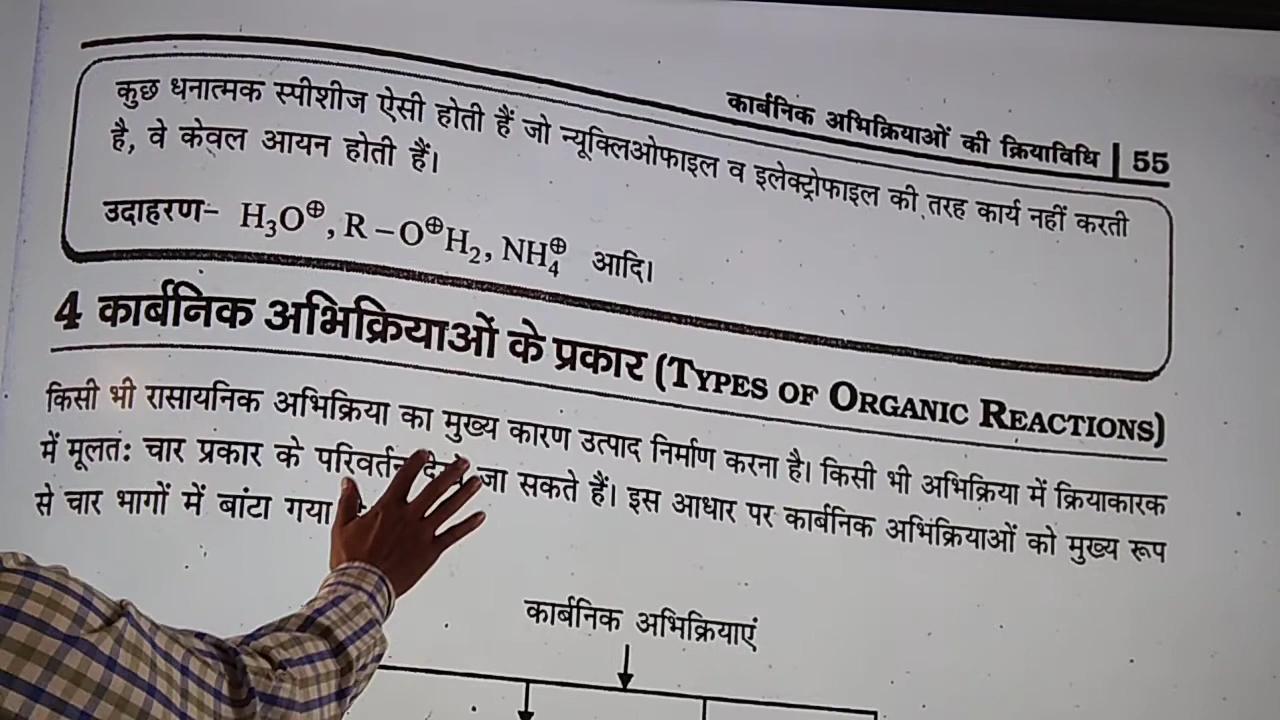 कार्बनिक अभिक्रियाओं की क्रियाविधि | 55
कुछ धनात्मक स्पीशीज ऐसी होती हैं जो न्यूक्लिओफाइल व इलेक्ट्रोफाइल की तरह कार्य नहीं करती
है, वे केवल आयन होती हैं।
उदाहरण– H₃O⊕, R – O⊕H₂, NH₄⊕ आदि।
4 कार्बनिक अभिक्रियाओं के प्रकार (TYPES OF ORGANIC REACTIONS)
किसी भी रासायनिक अभिक्रिया का मुख्य कारण उत्पाद निर्माण करना है। किसी भी अभिक्रिया में क्रियाकारक
में मूलतः चार प्रकार के परिवर्तन जा सकते हैं। इस आधार पर कार्बनिक अभिक्रियाओं को मुख्य रूप
से चार भागों में बांटा गया
कार्बनिक अभिक्रियाएं